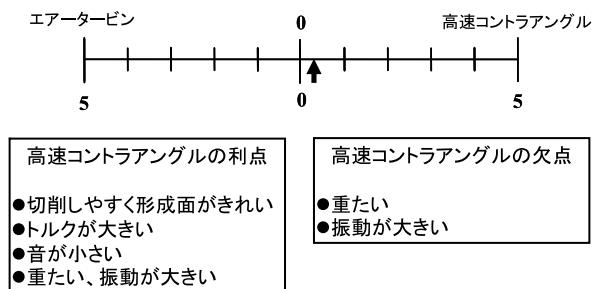 エアータービン
0
高速コントラアングル
5
0
5
高速コントラアングルの利点
●切削しやすく形成面がきれい
●トルクが大きい
●音が小さい
●重たい、振動が大きい
高速コントラアングルの欠点
●重たい
●振動が大きい